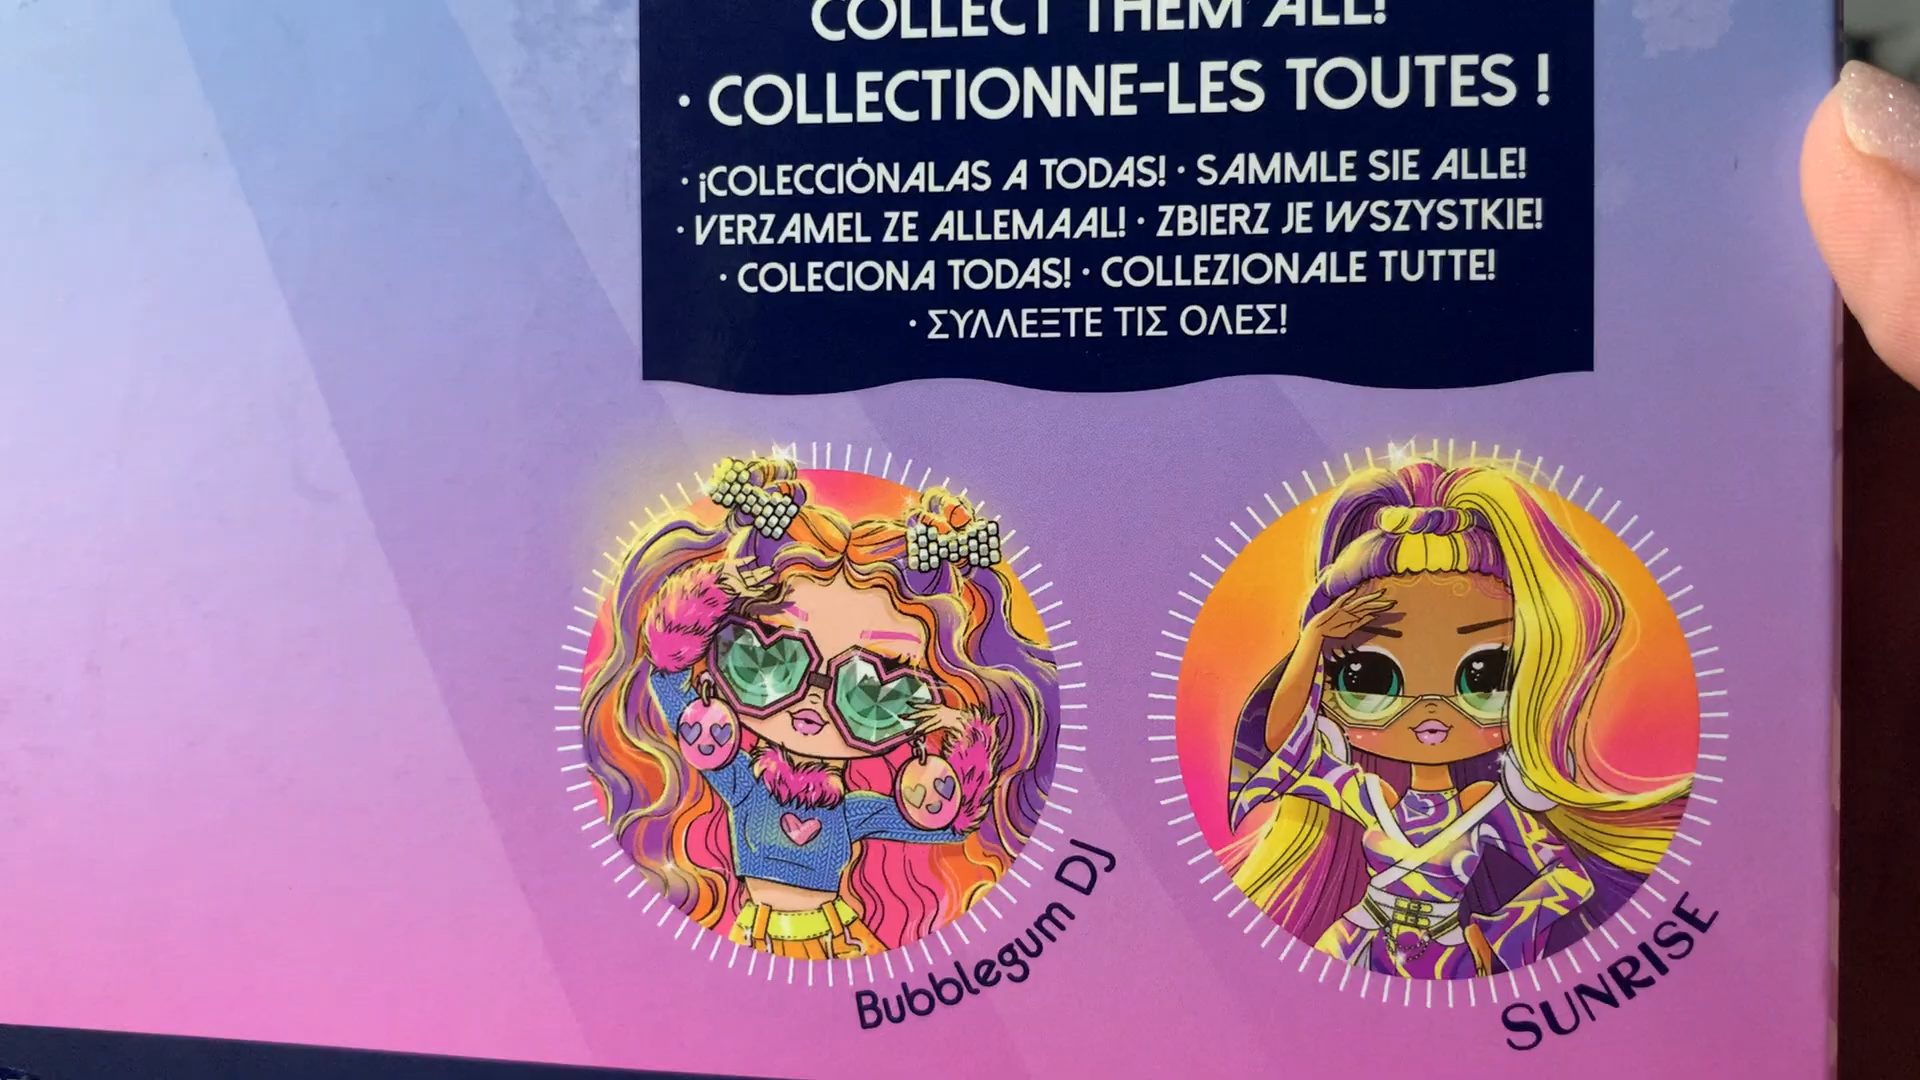 COLLECT THEM ALL!
• COLLECTIONNE-LES TOUTES !
• ¡COLECCIÓNALAS A TODAS! • SAMMLE SIE ALLE!
• VERZAMEL ZE ALLEMAAL! • ZBIERZ JE WSZYSTKIE!
• COLECIONA TODAS! • COLLEZIONALE TUTTE!
• ΣΥΛΛΕΞΤΕ ΤΙΣ ΟΛΕΣ!
Bubblegum DJ
SUNRISE